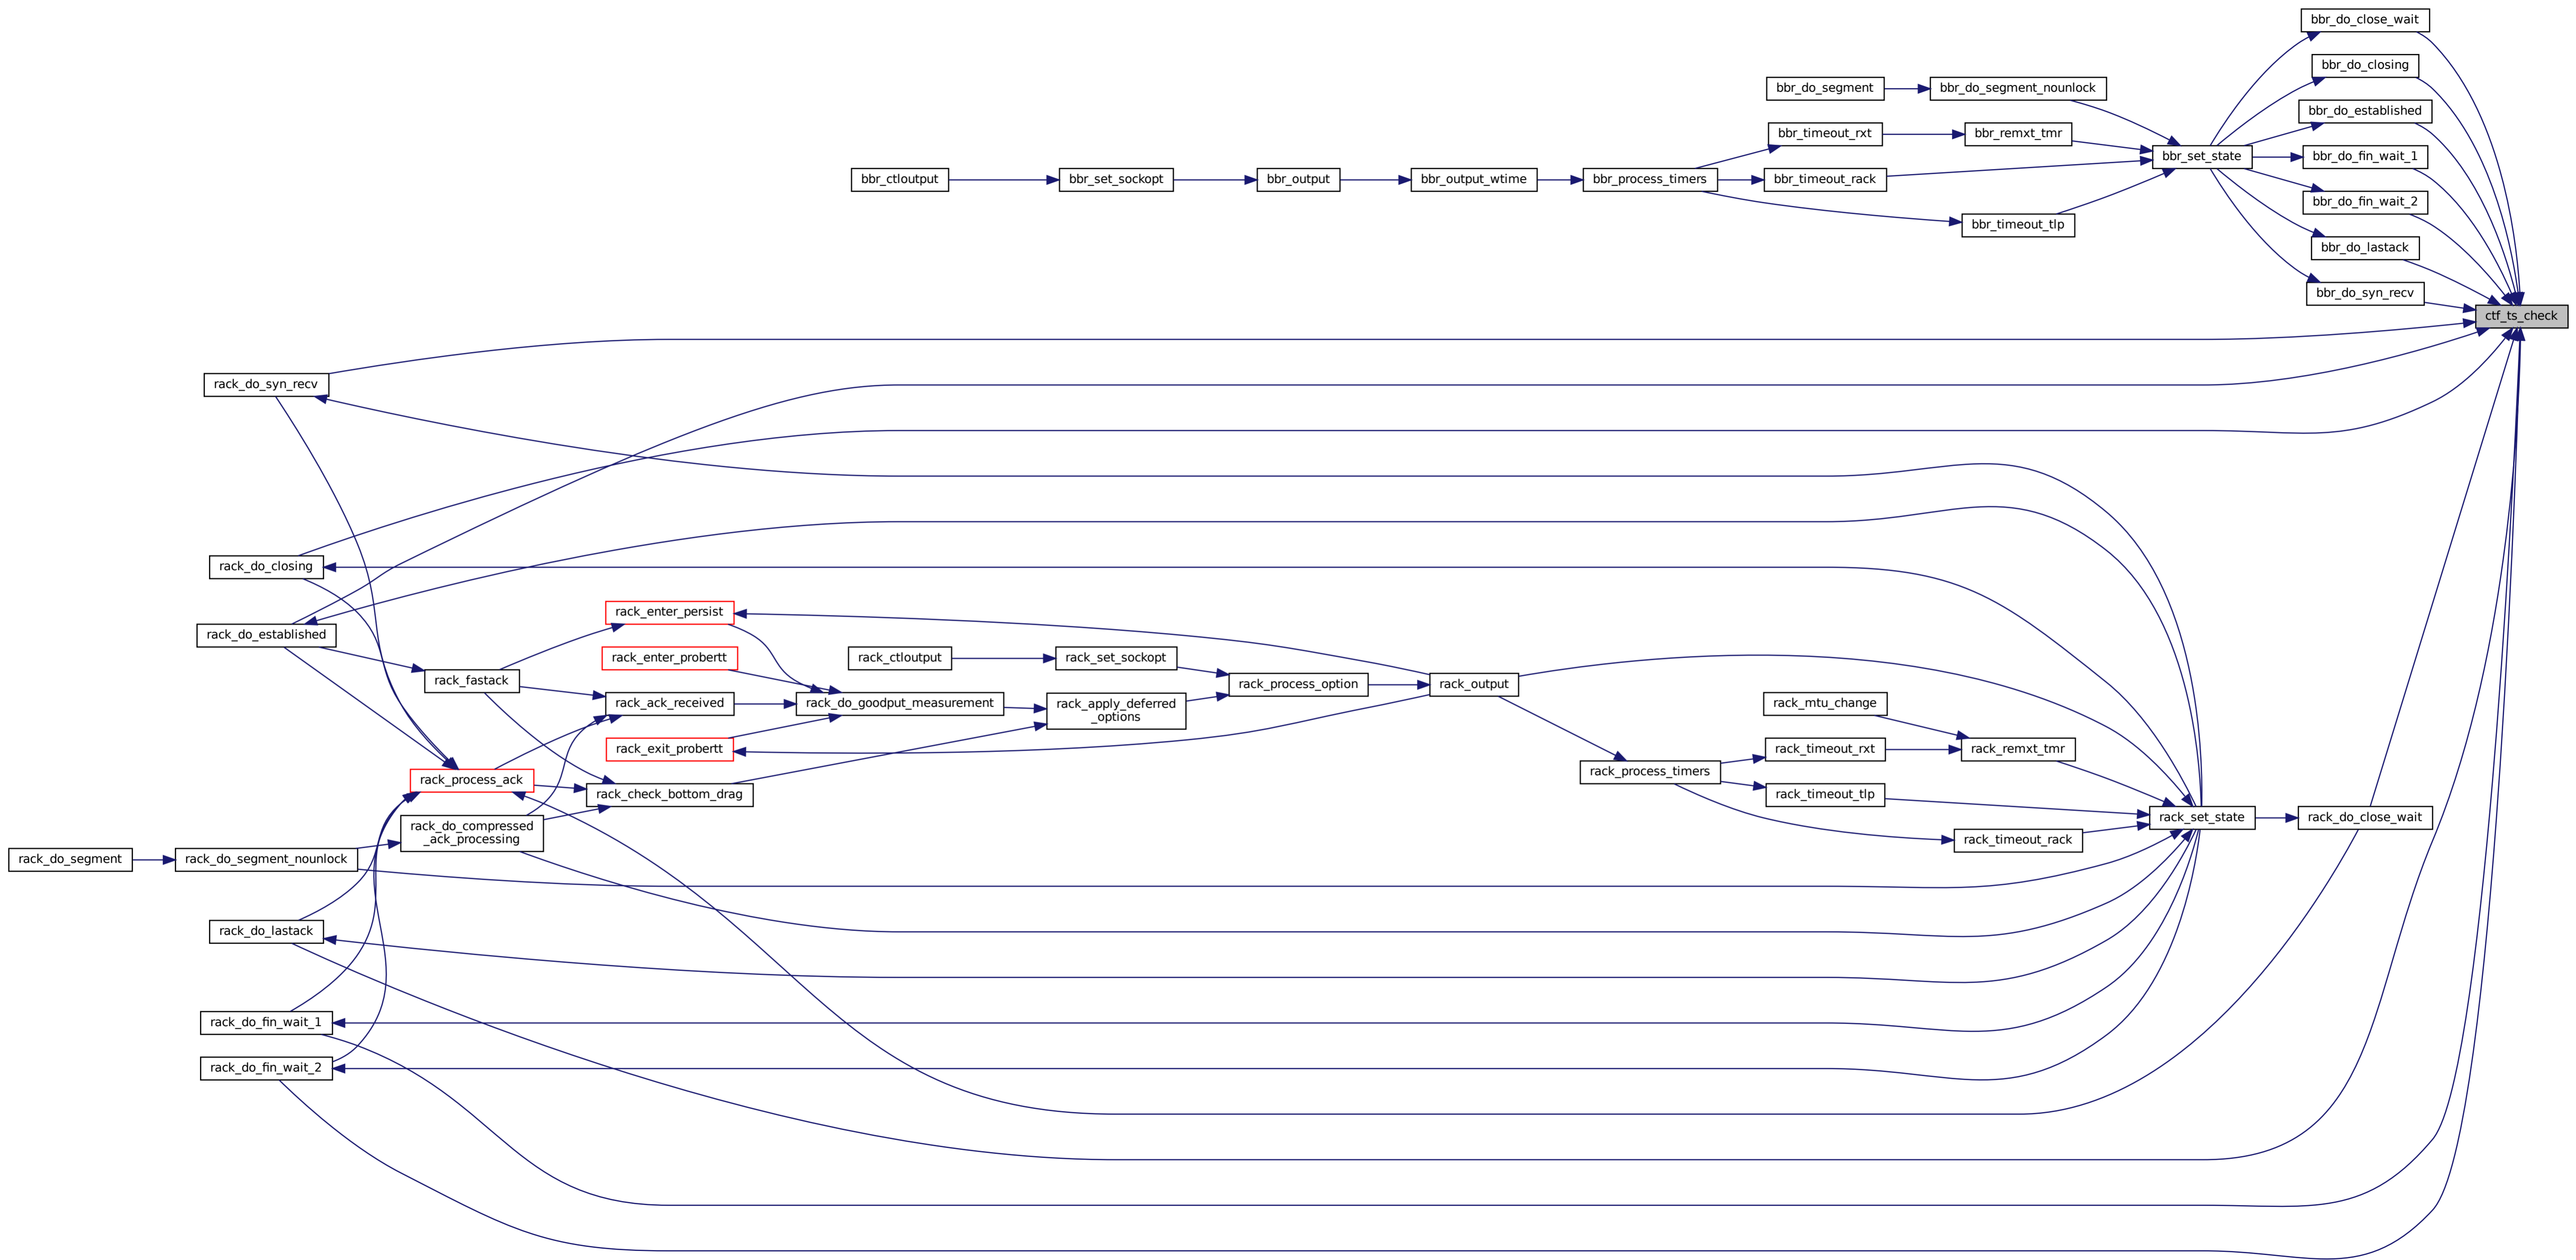 bbr_do_close_wait
bbr_do_closing
bbr_do_segment
bbr_do_segment_nounlock
bbr_do_established
bbr_timeout_rxt
bbr_remxt_tmr
bbr_set_state
bbr_do_fin_wait_1
bbr_ctloutput
bbr_set_sockopt
bbr_output
bbr_output_wtime
bbr_process_timers
bbr_timeout_rack
bbr_do_fin_wait_2
bbr_timeout_tlp
bbr_do_lastack
bbr_do_syn_recv
ctf_ts_check
rack_do_syn_recv
rack_do_closing
rack_enter_persist
rack_do_established
rack_enter_probertt
rack_ctloutput
rack_set_sockopt
rack_fastack
rack_process_option
rack_output
rack_ack_received
rack_do_goodput_measurement
rack_apply_deferred
_options
rack_mtu_change
rack_exit_probertt
rack_timeout_rxt
rack_remxt_tmr
rack_process_ack
rack_process_timers
rack_check_bottom_drag
rack_timeout_tlp
rack_do_compressed
_ack_processing
rack_set_state
rack_do_close_wait
rack_timeout_rack
rack_do_segment
rack_do_segment_nounlock
rack_do_lastack
rack_do_fin_wait_1
rack_do_fin_wait_2